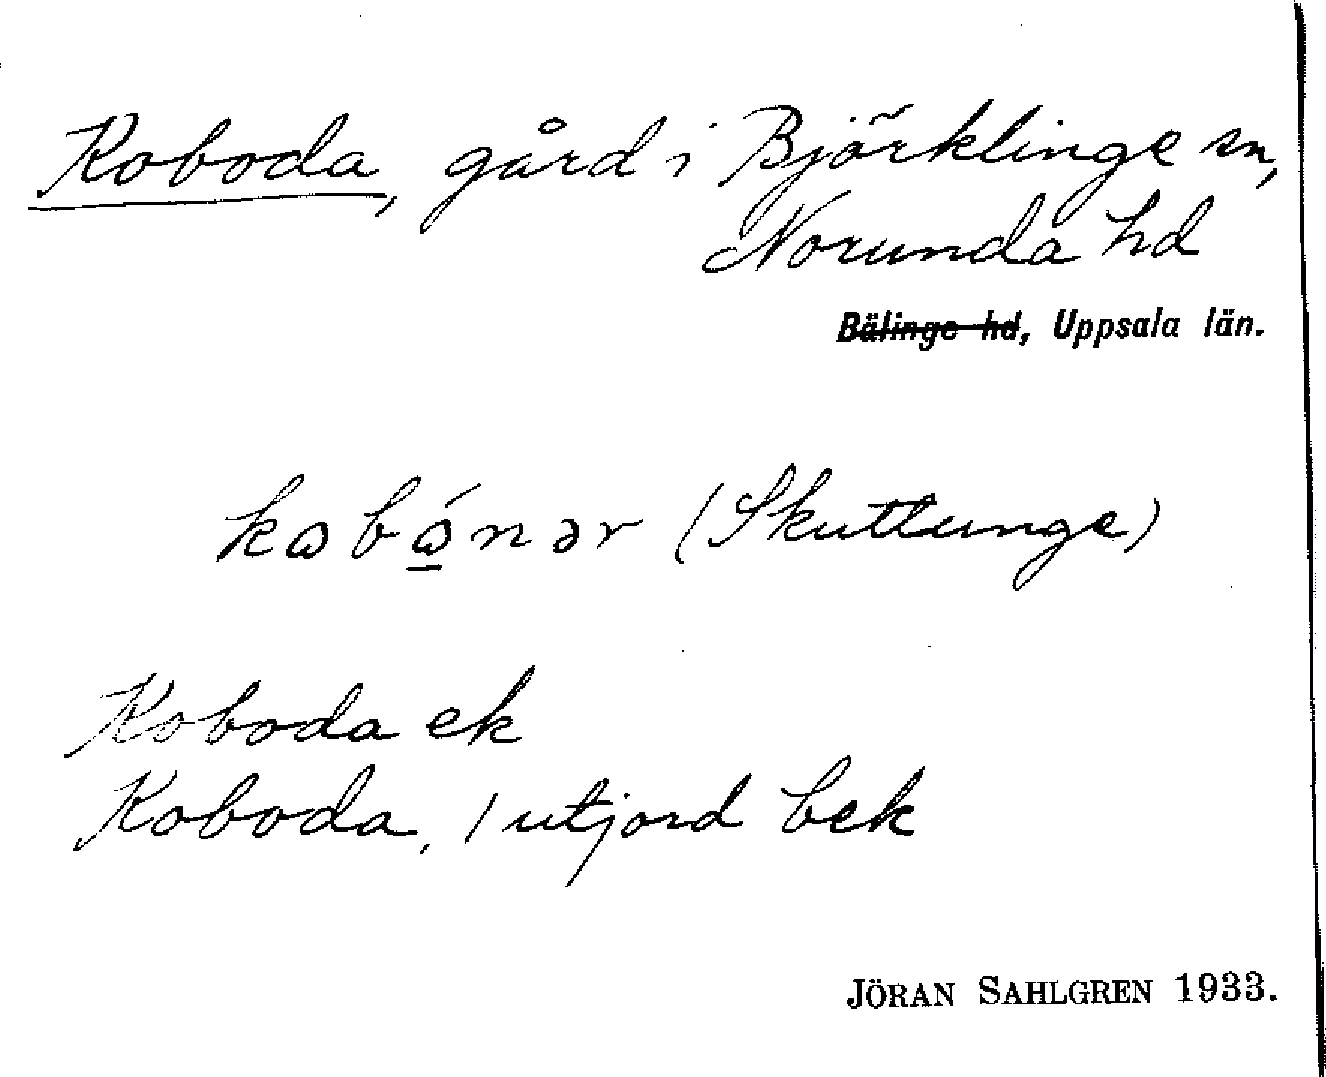 Koboda, gård i Björklinge sn,
Norunda hd
Bälinge hd, Uppsala län.
kωbώnər (Skuttunge)
Koboda ek
Koboda, 1 utjord bek
JÖRAN SAHLGREN 1933.